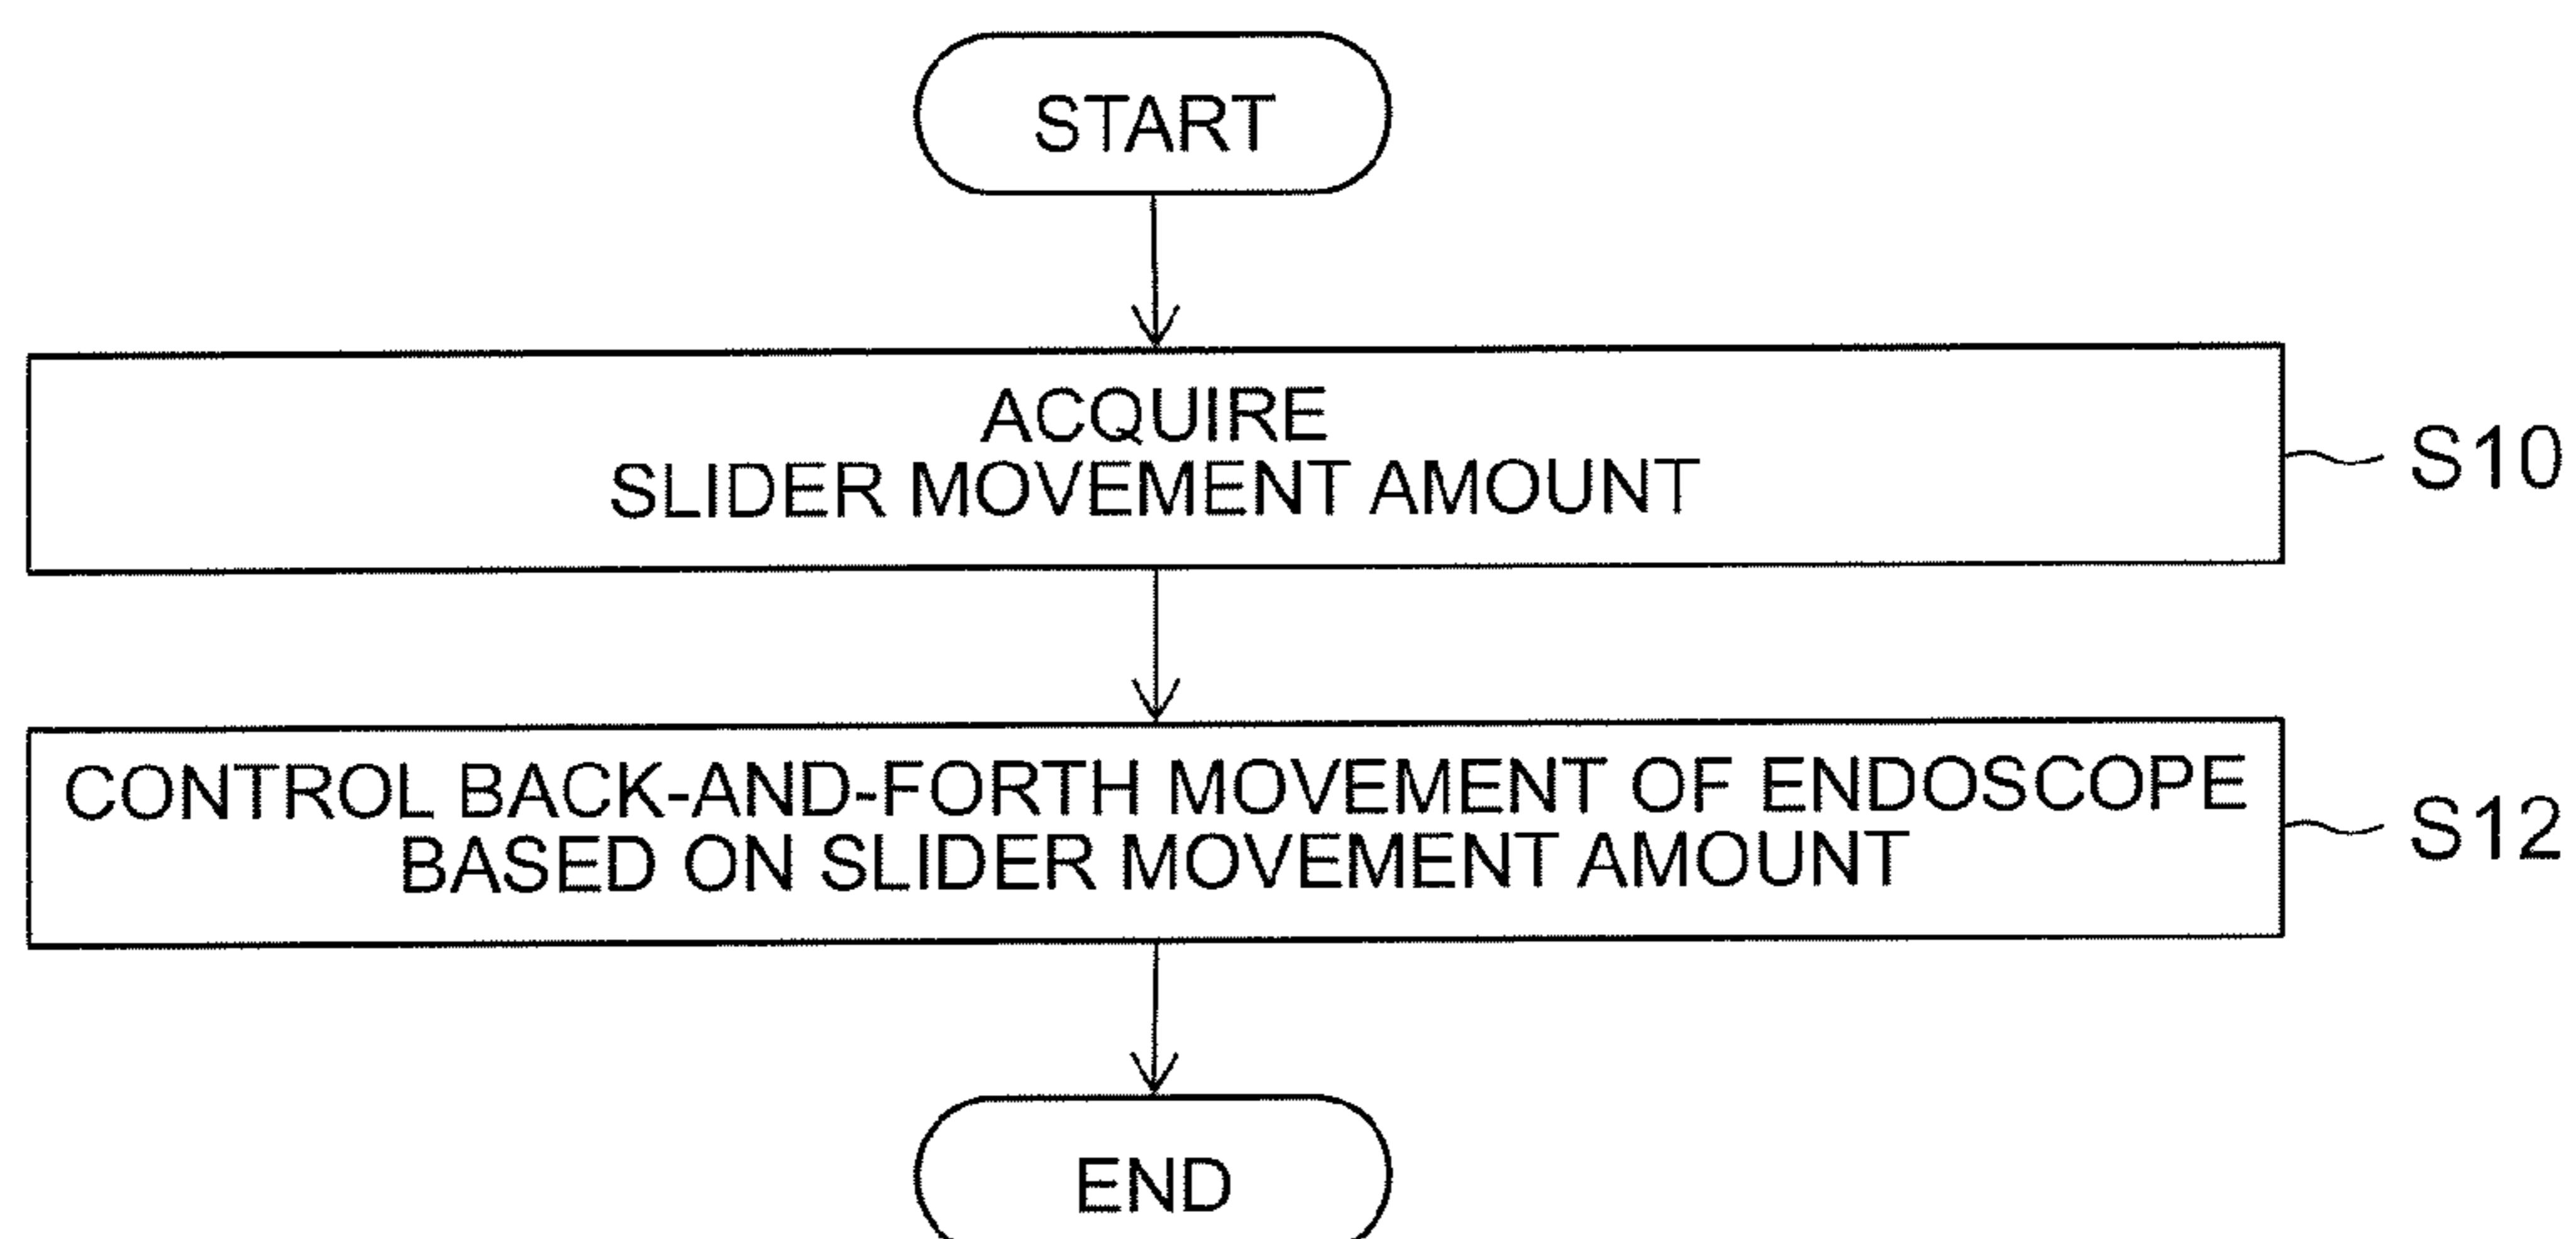 START
ACQUIRE
SLIDER MOVEMENT AMOUNT
S10
CONTROL BACK-AND-FORTH MOVEMENT OF ENDOSCOPE
BASED ON SLIDER MOVEMENT AMOUNT
S12
END